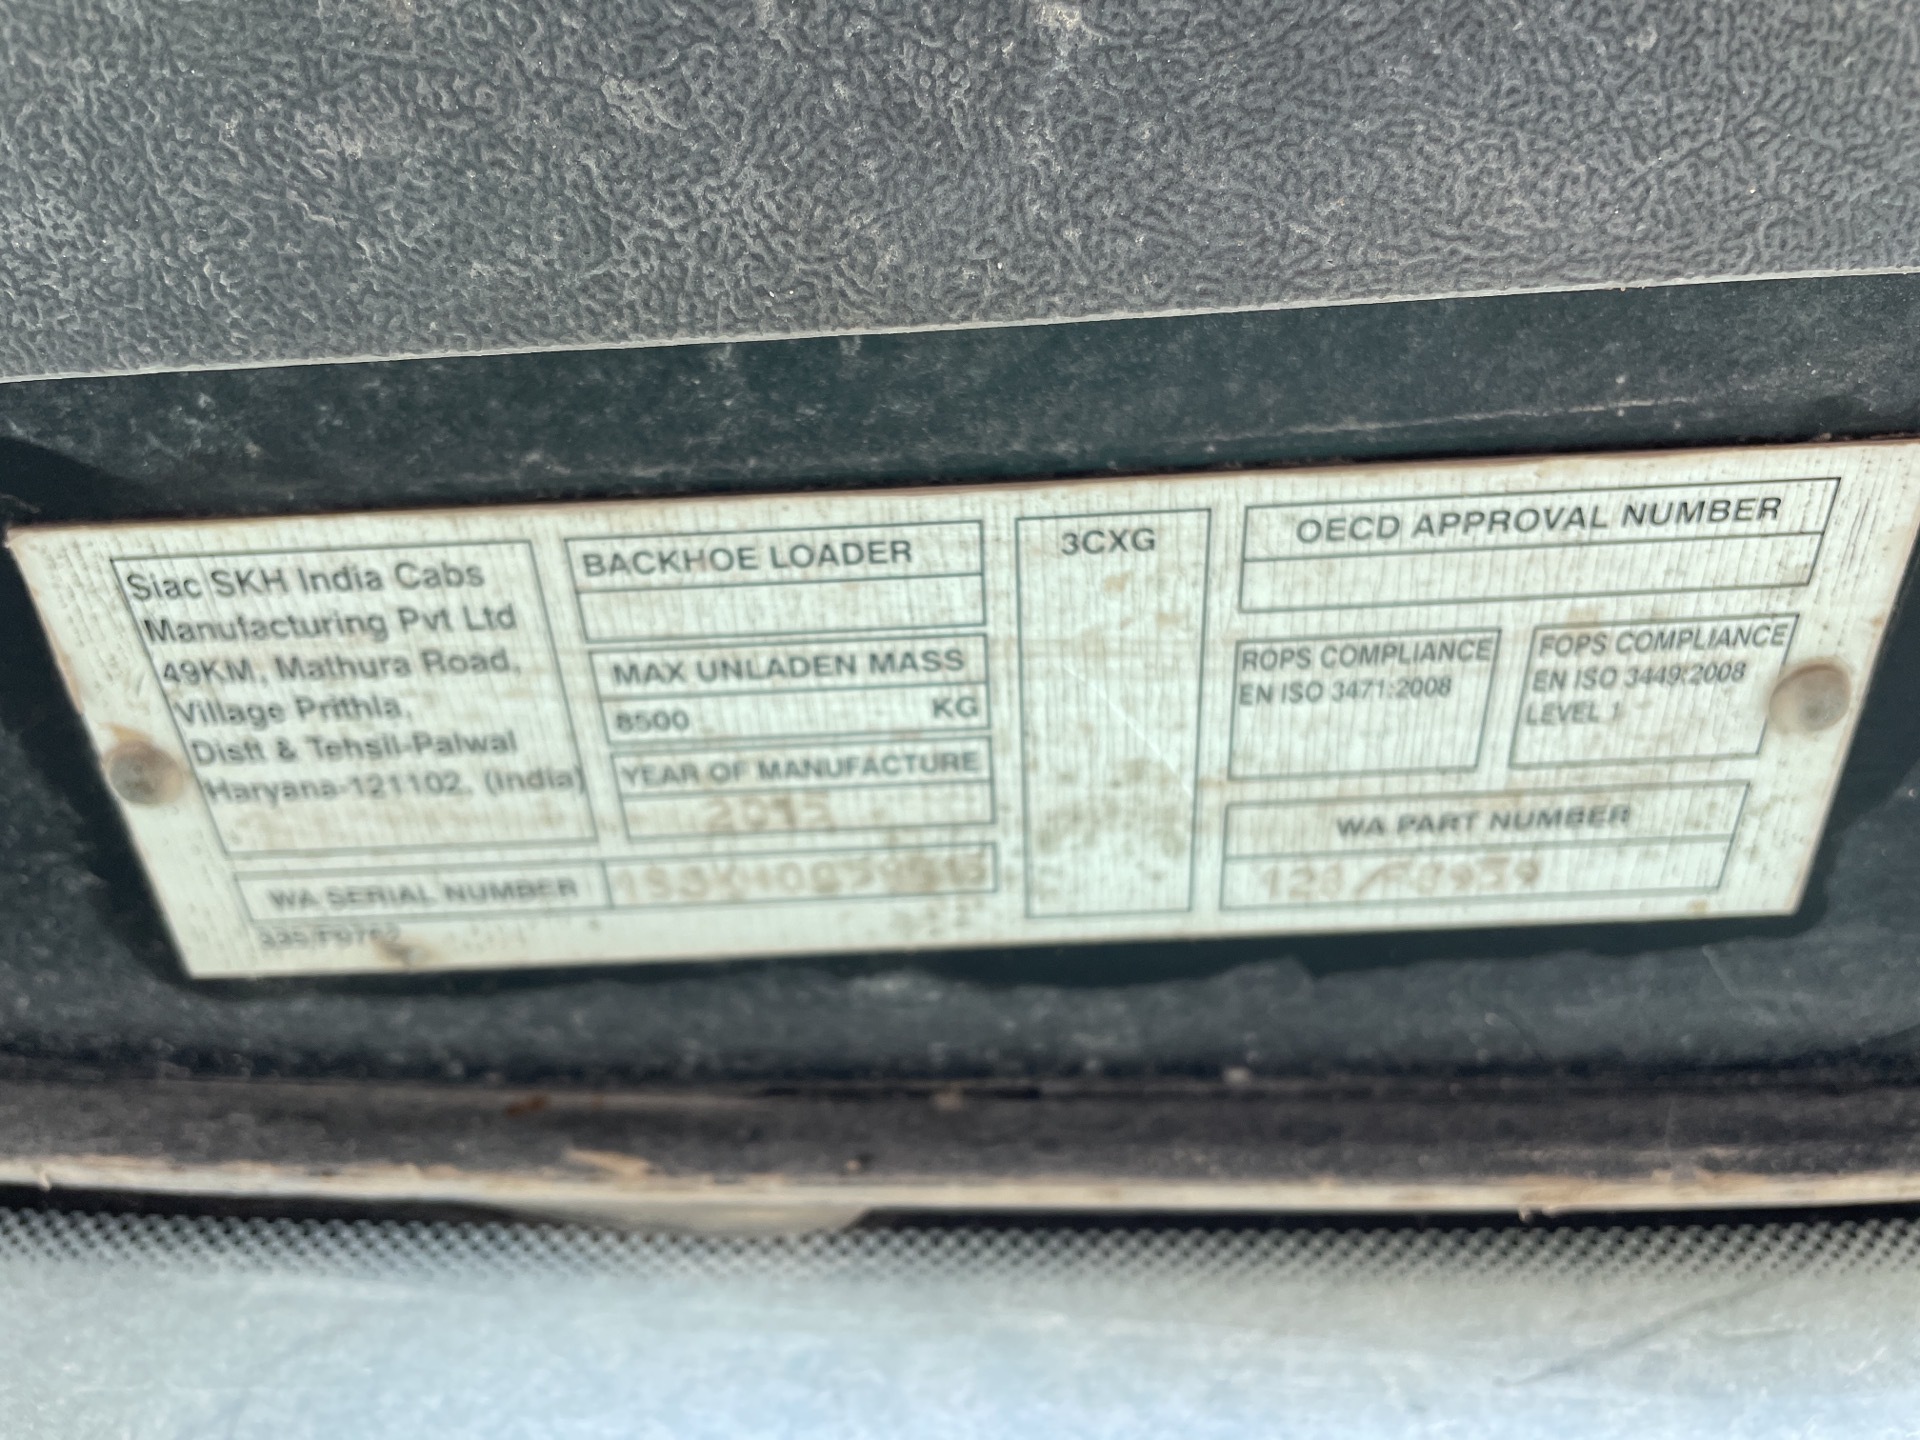 Siac SKH India Cabs
Manufacturing Pvt Ltd
49KM, Mathura Road,
Village Prithla,
Distt & Tehsil-Palwal
Haryana-121102, (India)
BACKHOE LOADER
MAX UNLADEN MASS
8500 KG
YEAR OF MANUFACTURE
WA SERIAL NUMBER
3CXG
OECD APPROVAL NUMBER
ROPS COMPLIANCE
EN ISO 3471:2008
FOPS COMPLIANCE
EN ISO 3449:2008
LEVEL 1
WA PART NUMBER